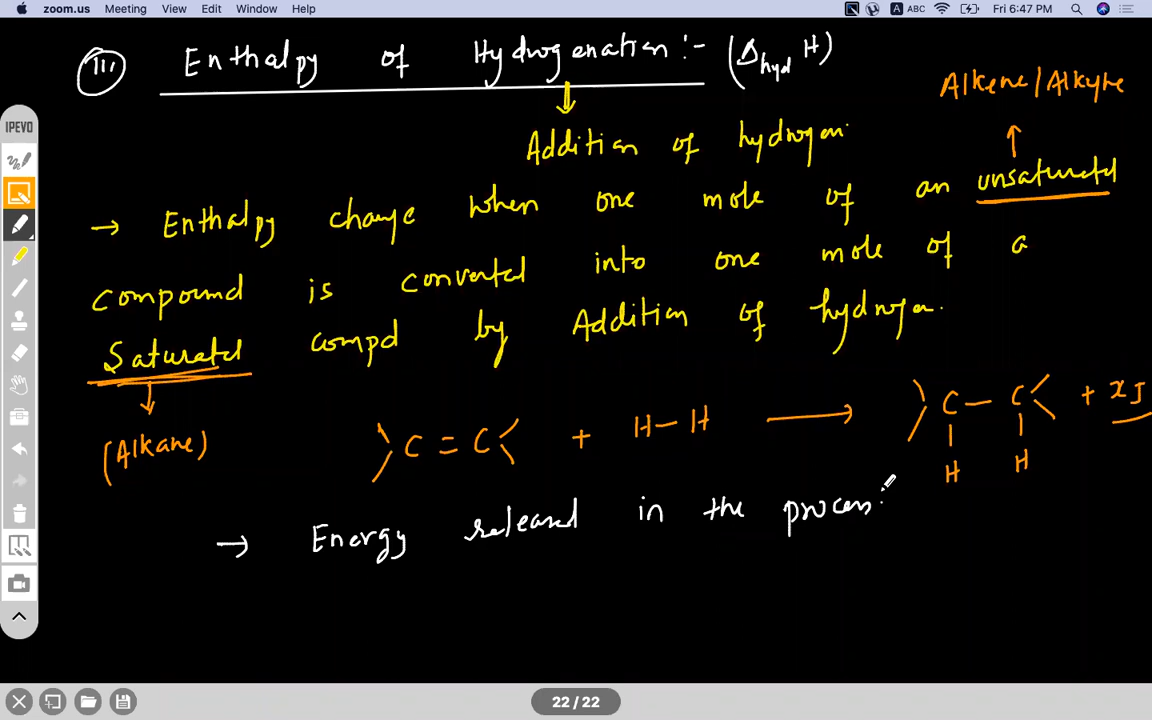 zoom.us Meeting View Edit Window Help
A ABC Fri 6:47 PM
iii Enthalpy of Hydrogenation :- (ΔhydH)
Alkene/Alkyne
IPEVO
Addition of hydrogen.
→ Enthalpy change when one mole of an unsaturated
compound is converted into one mole of a
Saturated compd by Addition of hydrogen.
(Alkane)
C = C + H-H → C - C + xJ
H H
→ Energy released in the process.
22 / 22